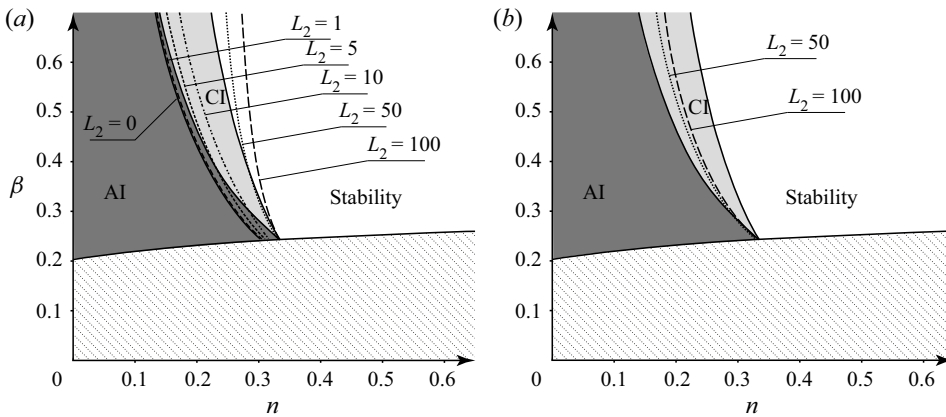 (a)
(b)
β
0.6
0.5
0.4
0.3
0.2
0.1
0
0.1
0.2
0.3
0.4
0.5
0.6
n
L₂ = 1
L₂ = 5
L₂ = 10
L₂ = 50
L₂ = 100
L₂ = 0
CI
AI
Stability
0.6
0.5
0.4
0.3
0.2
0.1
0
0.1
0.2
0.3
0.4
0.5
0.6
n
L₂ = 50
L₂ = 100
CI
AI
Stability